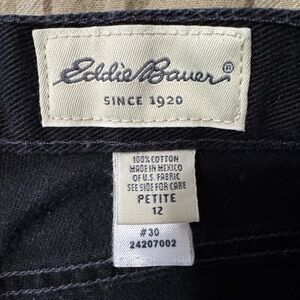 Eddie Bauer®
SINCE 1920
100% COTTON
MADE IN MEXICO
OF U.S. FABRIC
SEE SIDE FOR CARE
PETITE
12
#30
24207002